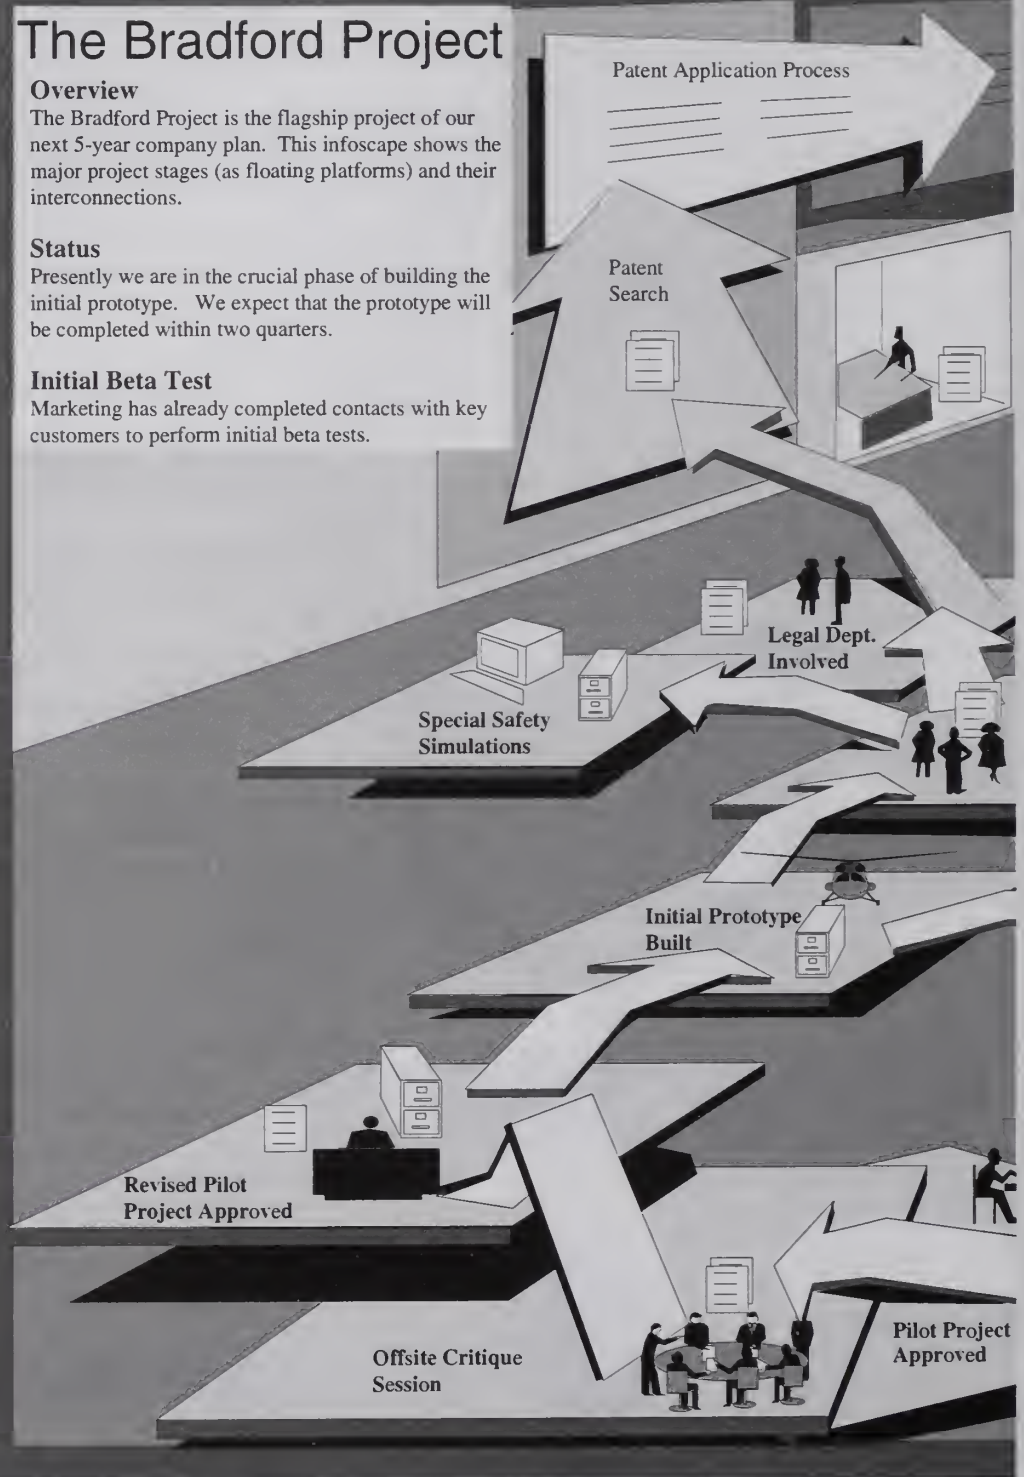 The Bradford Project
Overview
The Bradford Project is the flagship project of our
next 5-year company plan. This infoscape shows the
major project stages (as floating platforms) and their
interconnections.
Status
Presently we are in the crucial phase of building the
initial prototype. We expect that the prototype will
be completed within two quarters.
Initial Beta Test
Marketing has already completed contacts with key
customers to perform initial beta tests.
Patent Application Process
Patent
Search
Legal Dept.
Involved
Special Safety
Simulations
Initial Prototype
Built
Revised Pilot
Project Approved
Pilot Project
Approved
Offsite Critique
Session